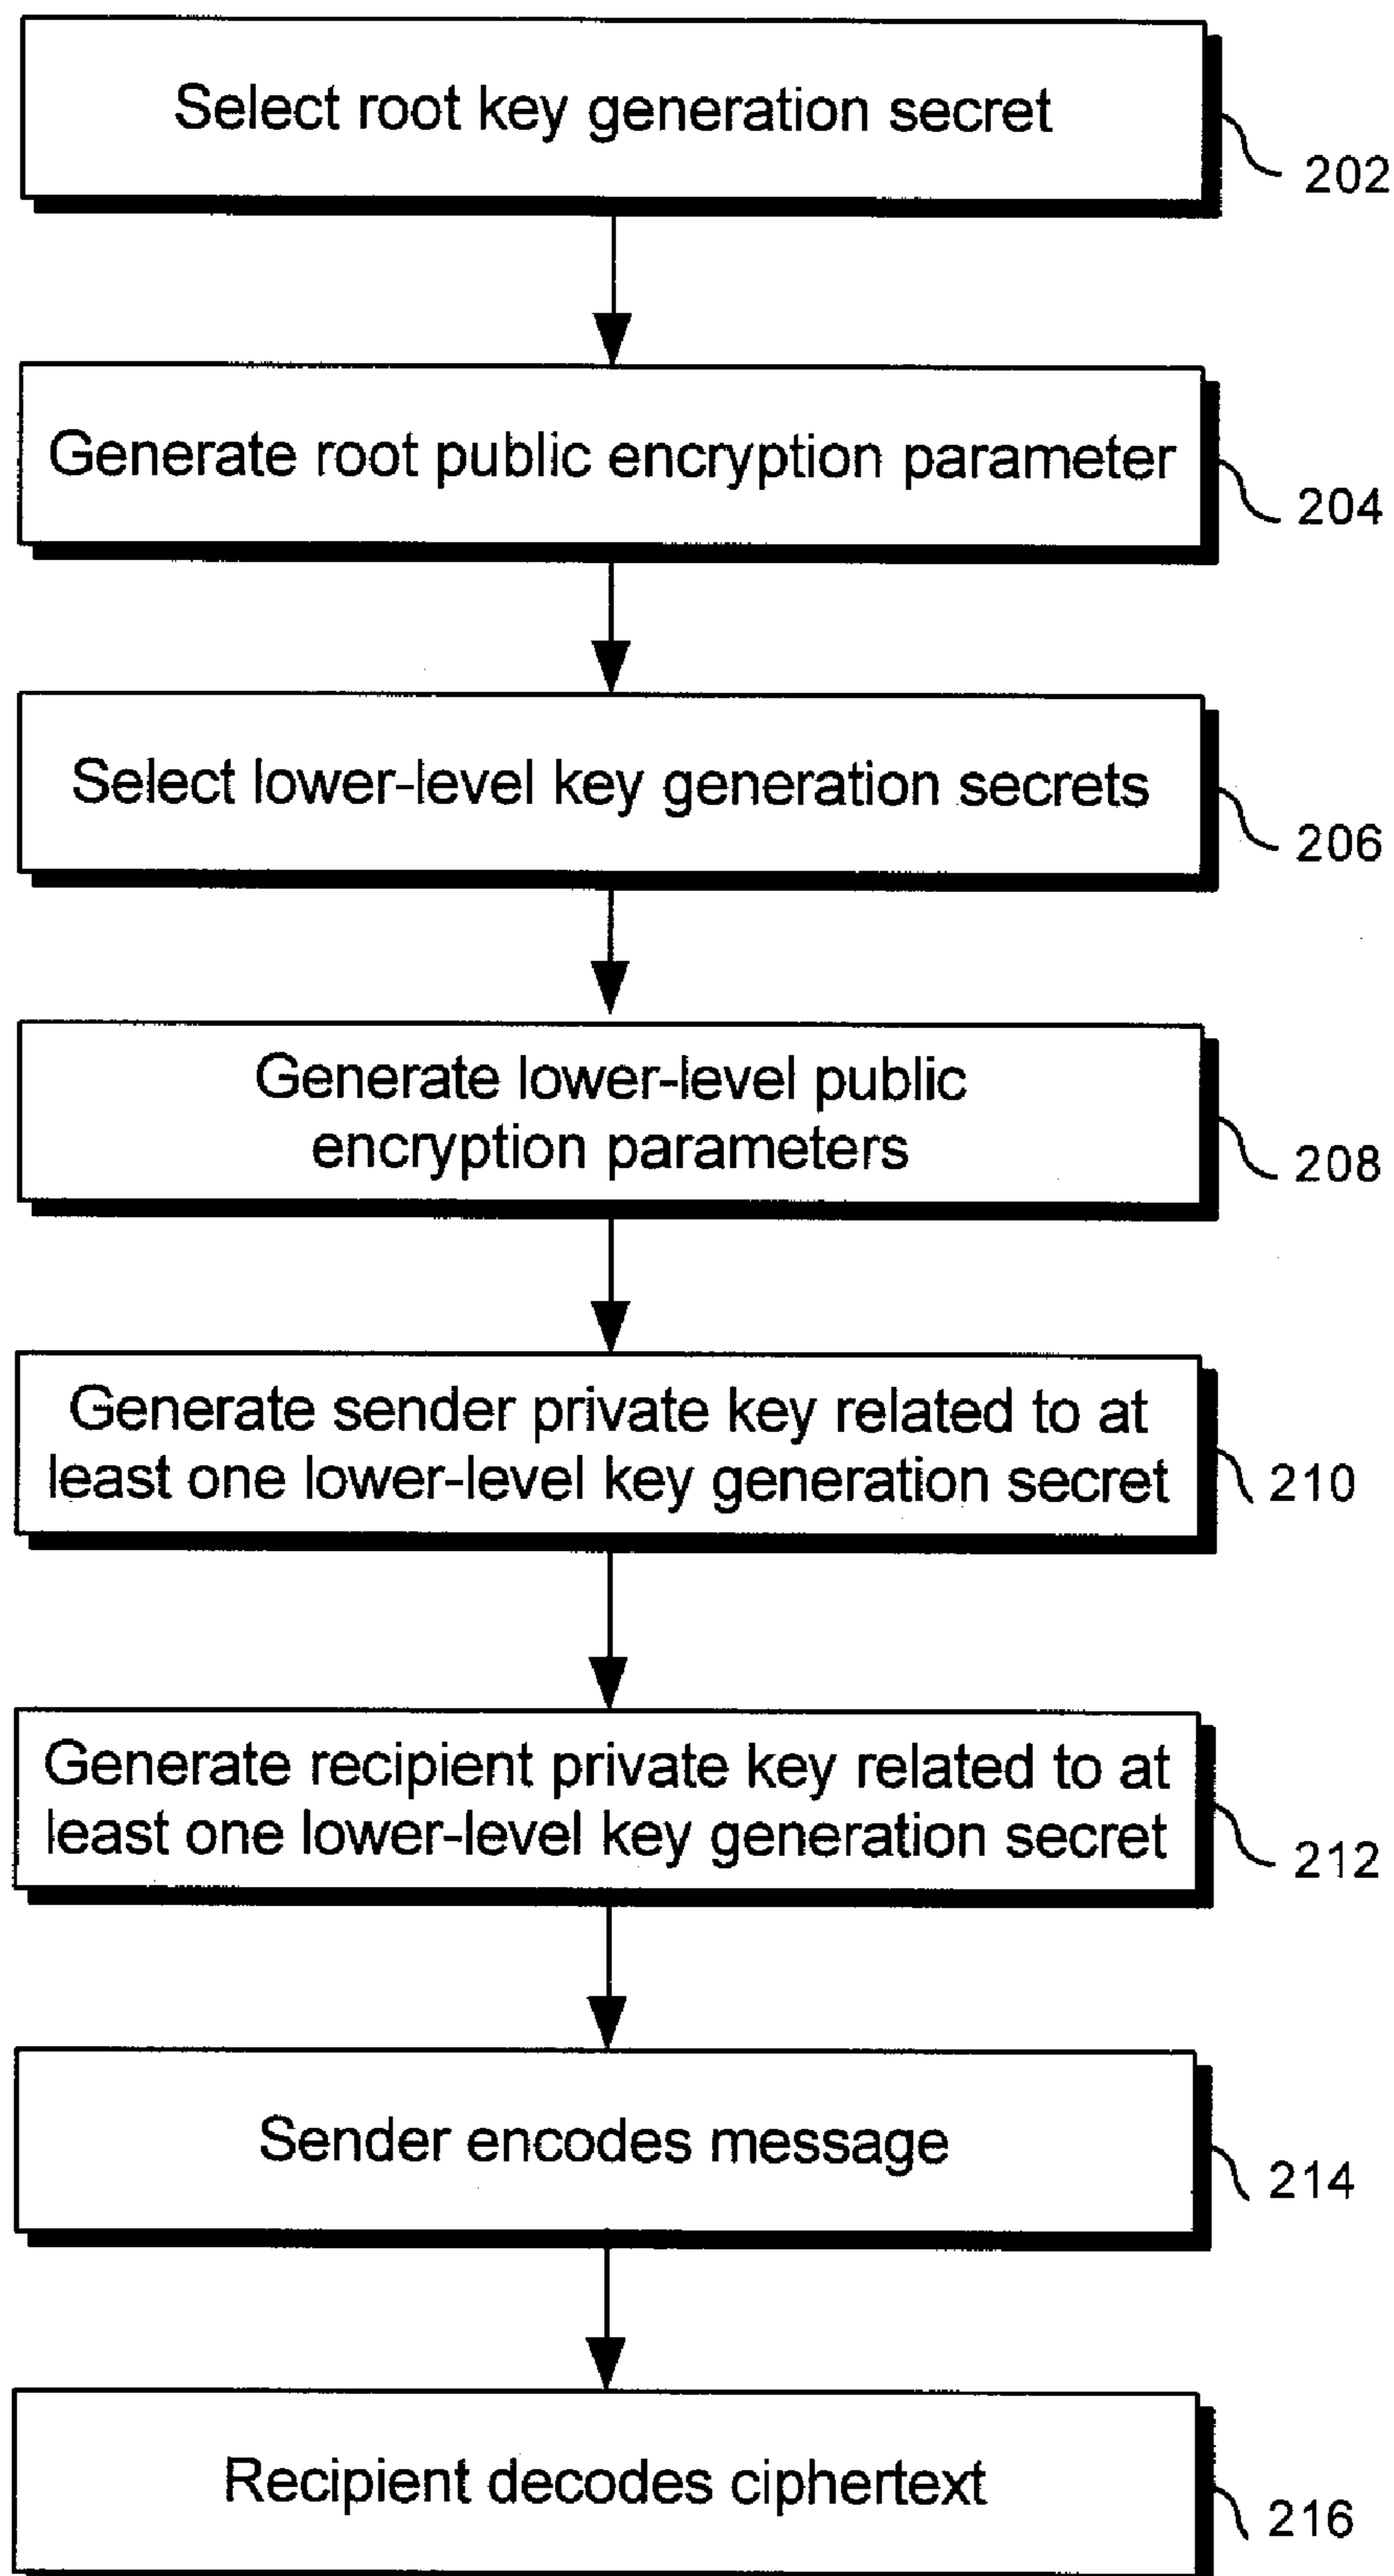 Select root key generation secret
202
Generate root public encryption parameter
204
Select lower-level key generation secrets
206
Generate lower-level public
encryption parameters
208
Generate sender private key related to at
least one lower-level key generation secret
210
Generate recipient private key related to at
least one lower-level key generation secret
212
Sender encodes message
214
Recipient decodes ciphertext
216